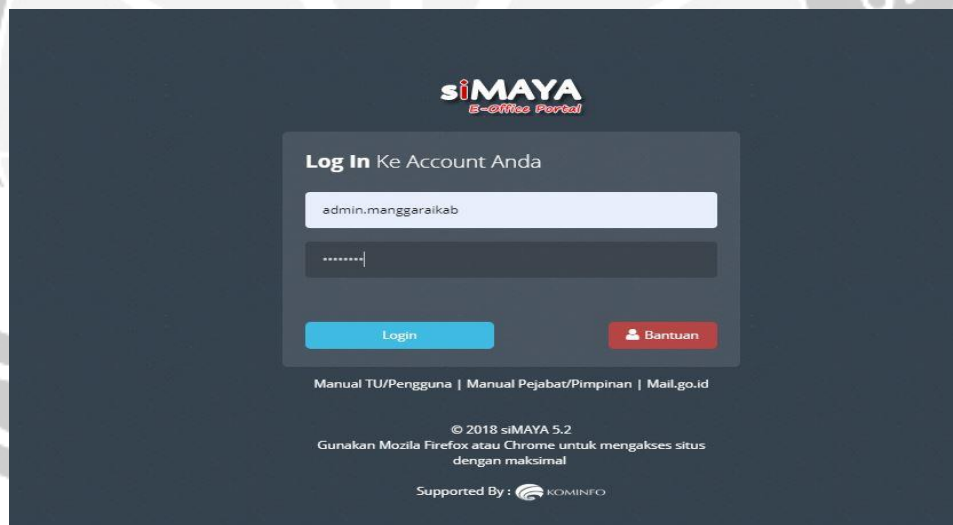 siMAYA
E-Office Portal
Log In Ke Account Anda
admin.manggaraikab
••••••••
Login
Bantuan
Manual TU/Pengguna | Manual Pejabat/Pimpinan | Mail.go.id
© 2018 siMAYA 5.2
Gunakan Mozila Firefox atau Chrome untuk mengakses situs
dengan maksimal
Supported By : KOMINFO